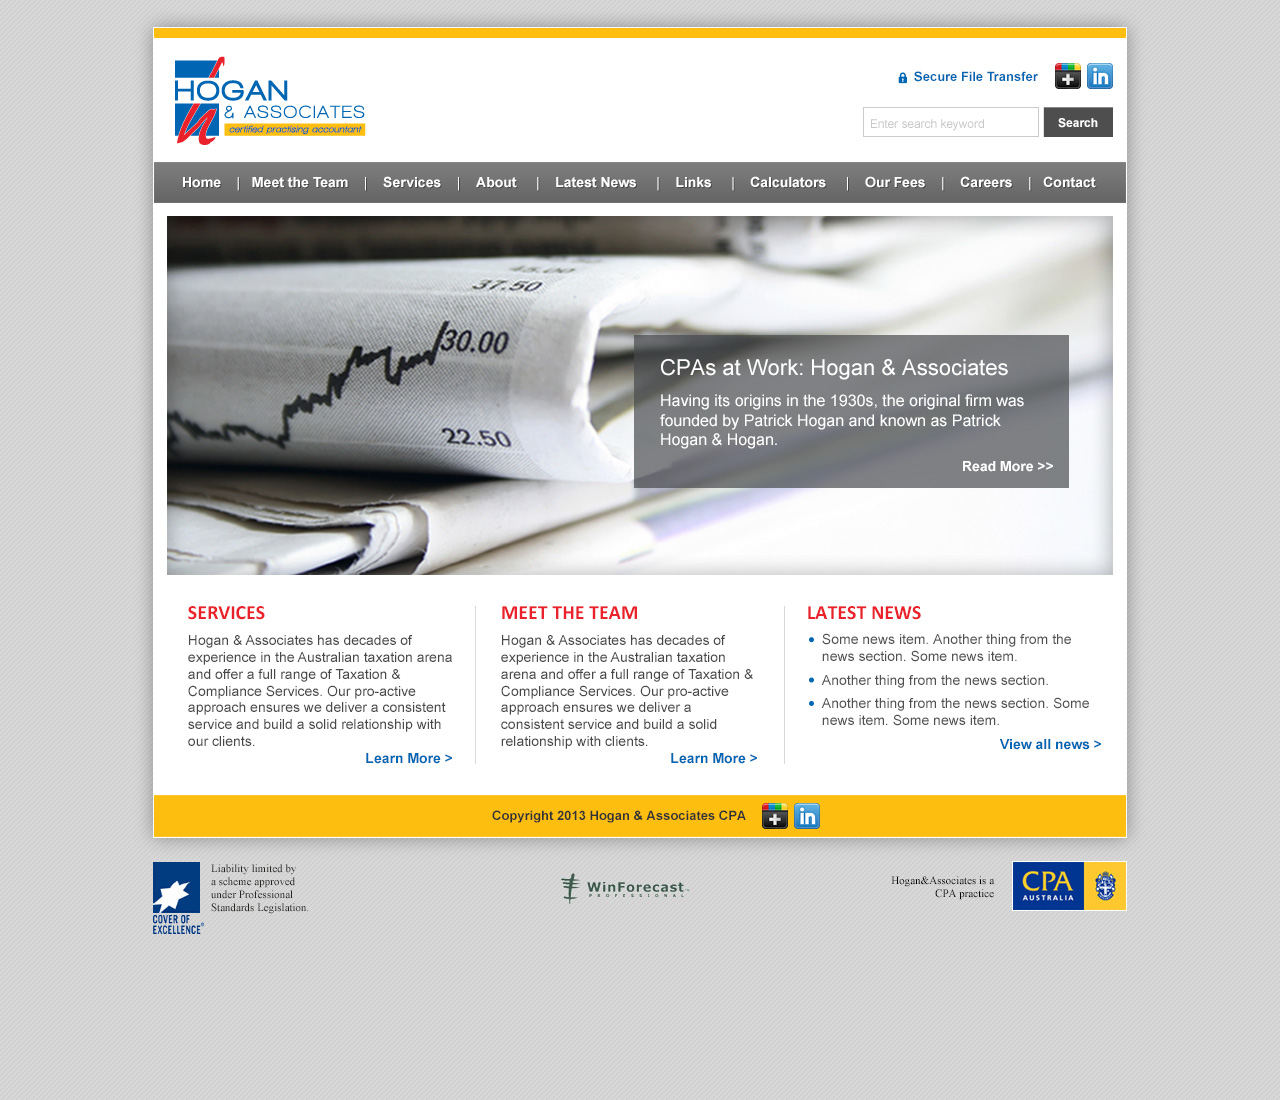 HOGAN
& ASSOCIATES
certified practising accountant
Secure File Transfer
in
Enter search keyword
Search
Home | Meet the Team | Services | About | Latest News | Links | Calculators | Our Fees | Careers | Contact
45.00
37.50
30.00
22.50
CPAs at Work: Hogan & Associates
Having its origins in the 1930s, the original firm was
founded by Patrick Hogan and known as Patrick
Hogan & Hogan.
Read More >>
SERVICES
Hogan & Associates has decades of
experience in the Australian taxation arena
and offer a full range of Taxation &
Compliance Services. Our pro-active
approach ensures we deliver a consistent
service and build a solid relationship with
our clients.
Learn More >
MEET THE TEAM
Hogan & Associates has decades of
experience in the Australian taxation
arena and offer a full range of Taxation &
Compliance Services. Our pro-active
approach ensures we deliver a
consistent service and build a solid
relationship with clients.
Learn More >
LATEST NEWS
• Some news item. Another thing from the
news section. Some news item.
• Another thing from the news section.
• Another thing from the news section. Some
news item. Some news item.
View all news >
Copyright 2013 Hogan & Associates CPA
in
COVER OF
EXCELLENCE®
Liability limited by
a scheme approved
under Professional
Standards Legislation.
WinForecast™
PROFESSIONAL
Hogan&Associates is a
CPA practice
CPA
AUSTRALIA